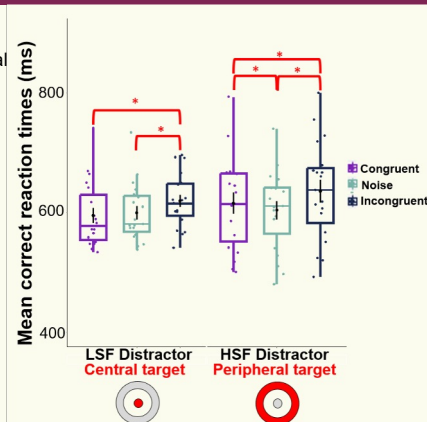 al
Mean correct reaction times (ms)
800
600
400
*
*
*
*
*
Congruent
Noise
Incongruent
LSF Distractor
Central target
HSF Distractor
Peripheral target